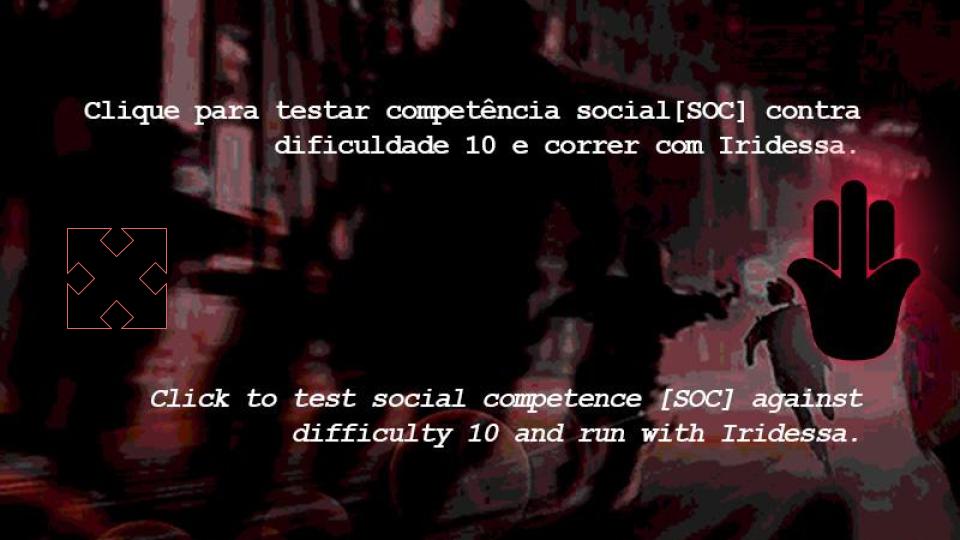 Clique para testar competência social[SOC] contra
dificuldade 10 e correr com Iridessa.
Click to test social competence [SOC] against
difficulty 10 and run with Iridessa.